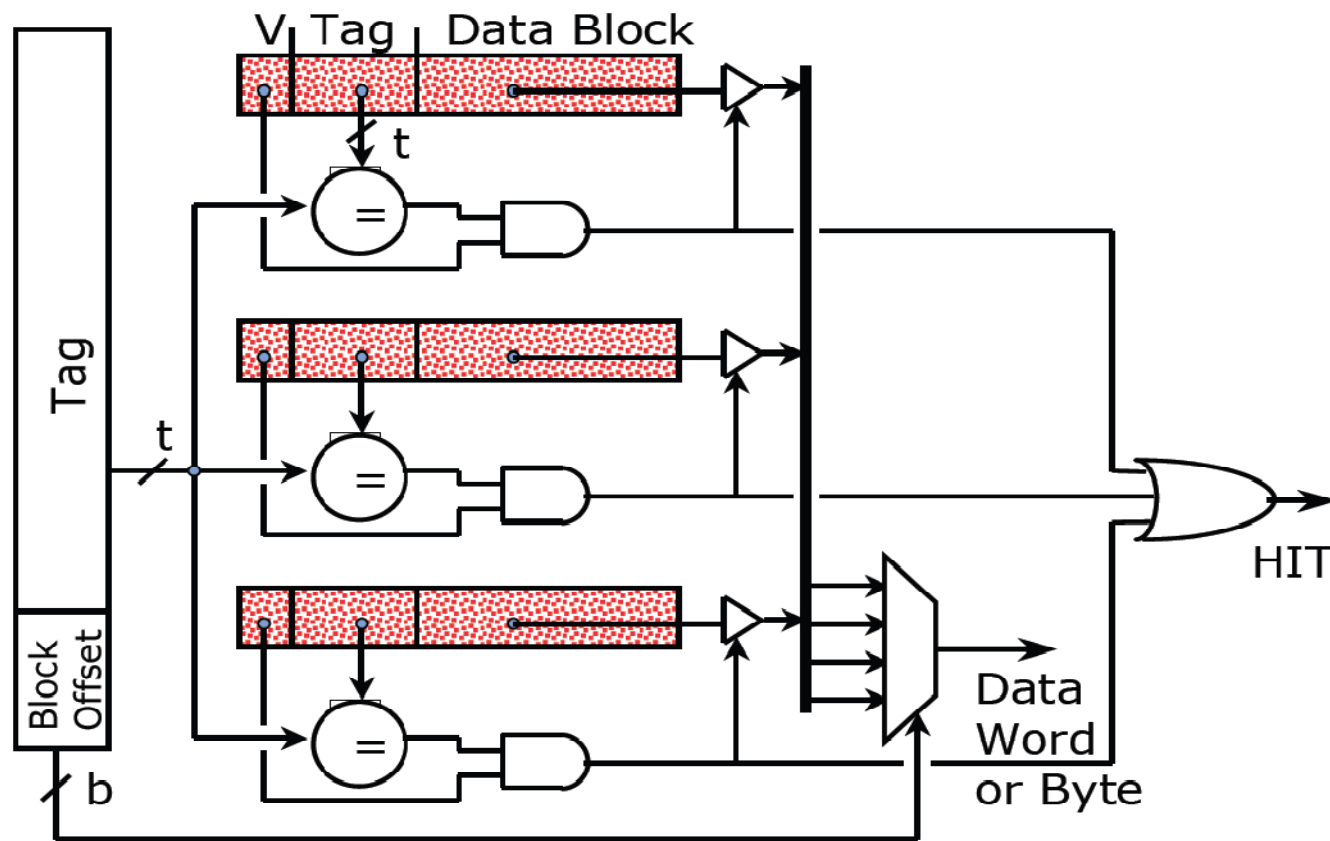 V Tag Data Block
t
=
Tag
t
=
HIT
Block
Offset
=
Data
Word
or Byte
b